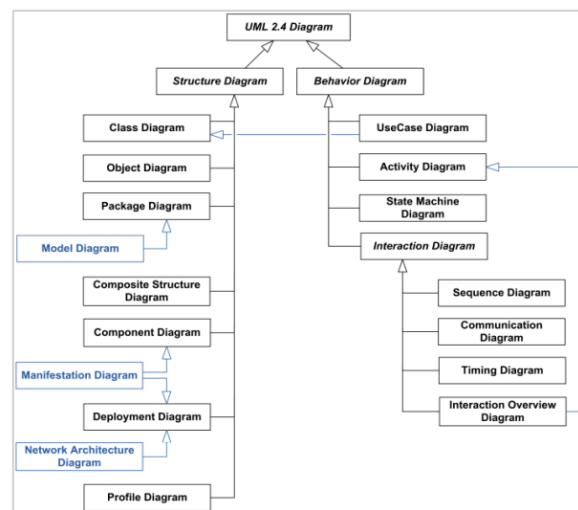 UML 2.4 Diagram
Structure Diagram
Behavior Diagram
Class Diagram
UseCase Diagram
Object Diagram
Activity Diagram
Package Diagram
State Machine
Diagram
Model Diagram
Interaction Diagram
Composite Structure
Diagram
Sequence Diagram
Component Diagram
Communication
Diagram
Manifestation Diagram
Timing Diagram
Deployment Diagram
Interaction Overview
Diagram
Network Architecture
Diagram
Profile Diagram